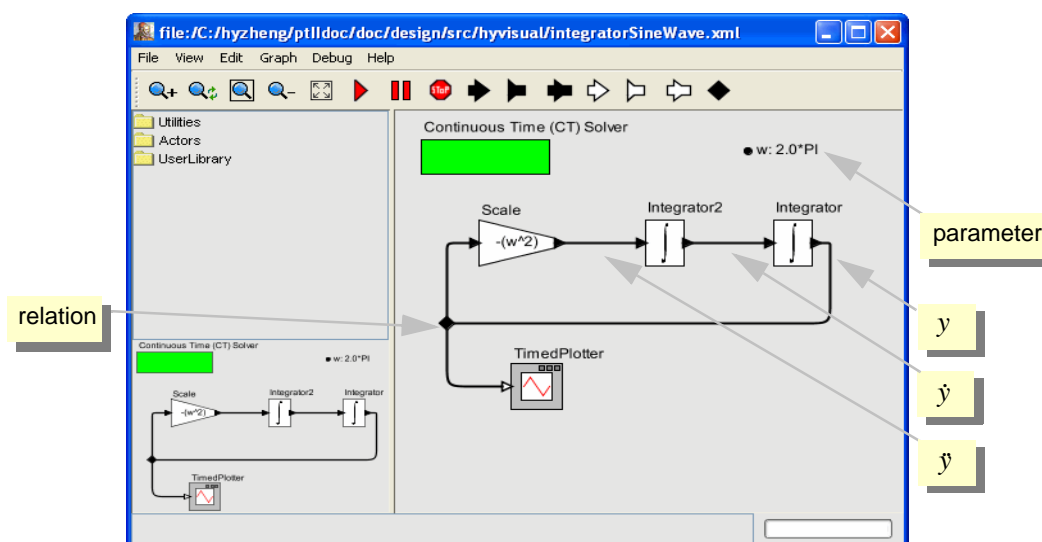 file:/C:/hyzheng/ptIIdoc/doc/design/src/hyvisual/integratorSineWave.xml
File View Edit Graph Debug Help
STOP
Utilities
Actors
UserLibrary
Continuous Time (CT) Solver
w: 2.0*PI
Scale
Integrator2
Integrator
-(w^2)
∫
∫
TimedPlotter
parameter
relation
y
ẏ
ÿ
Continuous Time (CT) Solver
w: 2.0*PI
Scale
Integrator2
Integrator
-(w^2)
∫
∫
TimedPlotter